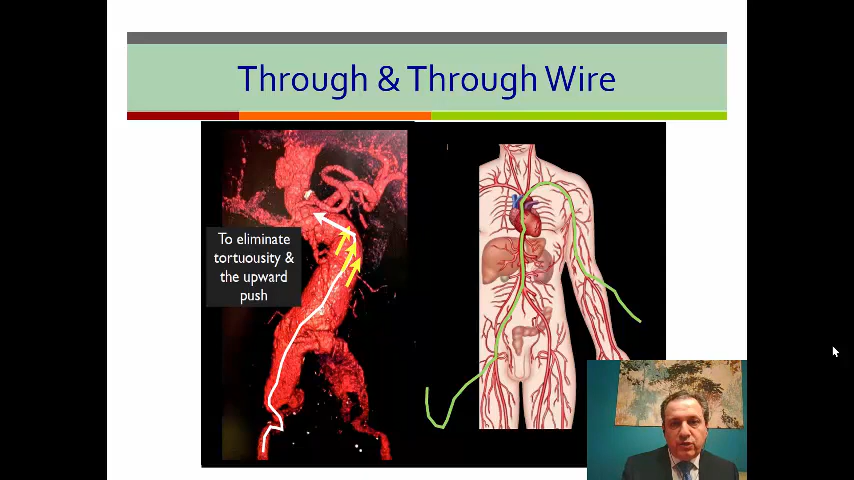 Through & Through Wire
To eliminate
tortuousity &
the upward
push